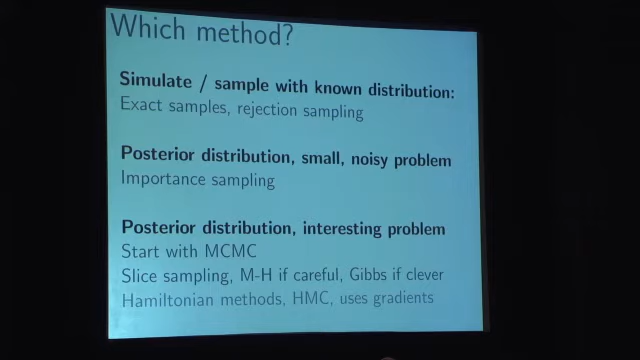 Which method?
Simulate / sample with known distribution:
Exact samples, rejection sampling
Posterior distribution, small, noisy problem
Importance sampling
Posterior distribution, interesting problem
Start with MCMC
Slice sampling, M-H if careful, Gibbs if clever
Hamiltonian methods, HMC, uses gradients